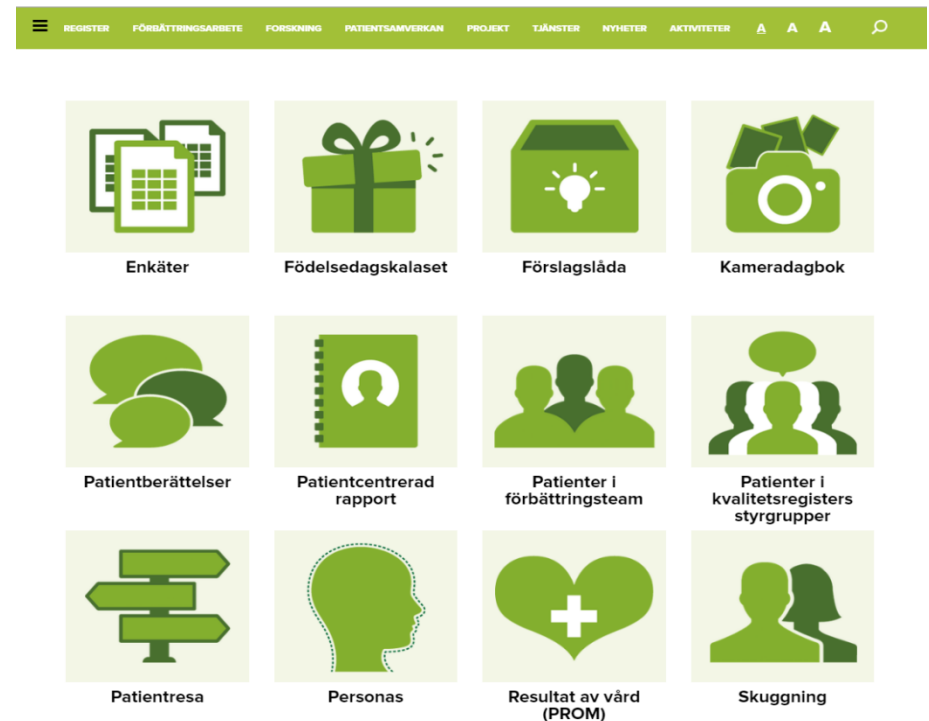 REGISTER FÖRBÄTTRINGSARBETE FORSKNING PATIENTSAMVERKAN PROJEKT TJÄNSTER NYHETER AKTIVITETER A A A
Enkäter
Födelsedagskalaset
Förslagslåda
Kameradagbok
Patientberättelser
Patientcentrerad
rapport
Patienter i
förbättringsteam
Patienter i
kvalitetsregisters
styrgrupper
Patientresa
Personas
Resultat av vård
(PROM)
Skuggning